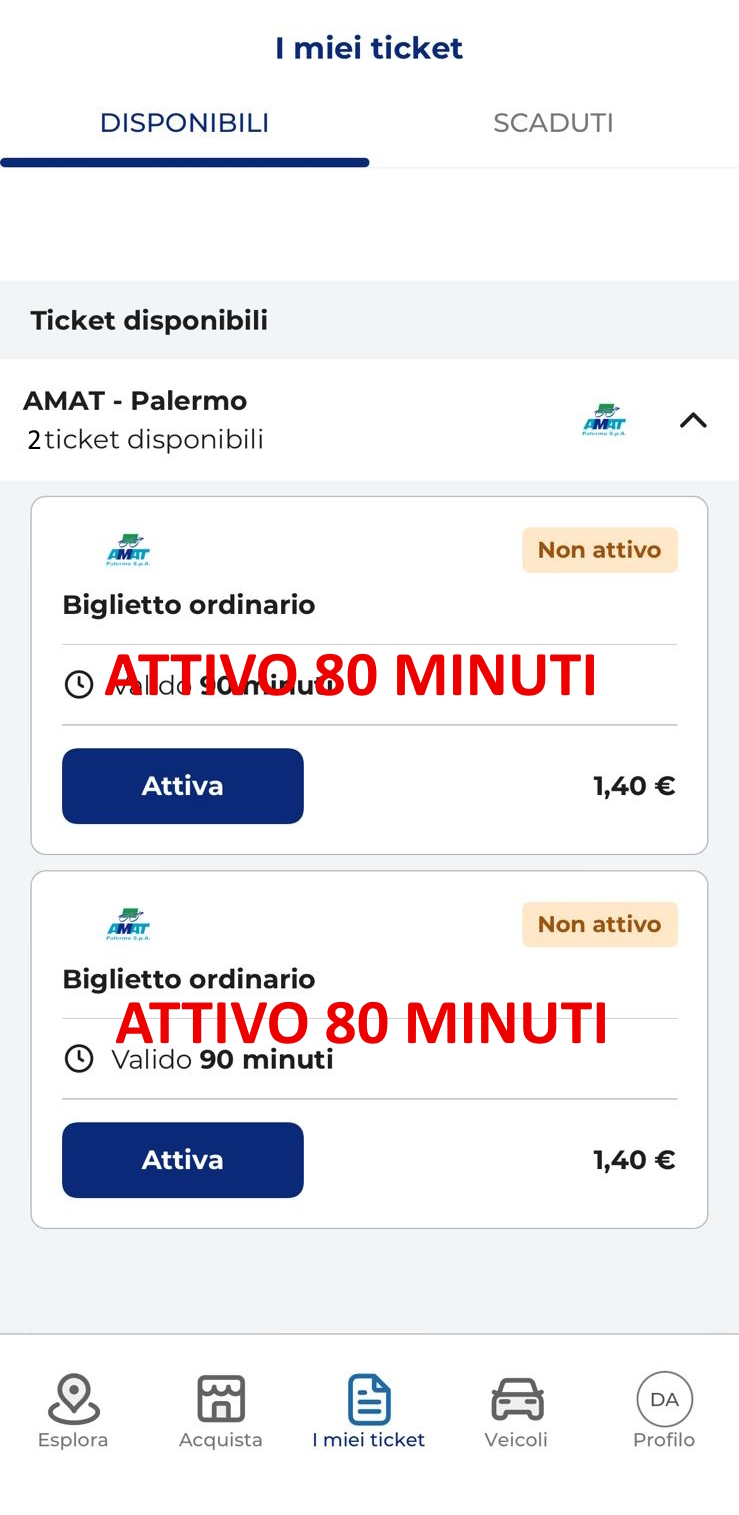 I miei ticket
DISPONIBILI
SCADUTI
Ticket disponibili
AMAT - Palermo
2 ticket disponibili
AMAT
Palermo S.p.A.
AMAT
Palermo S.p.A.
Non attivo
Biglietto ordinario
ATTIVO 80 MINUTI
Valido 90 minuti
Attiva
1,40 €
AMAT
Palermo S.p.A.
Non attivo
Biglietto ordinario
ATTIVO 80 MINUTI
Valido 90 minuti
Attiva
1,40 €
Esplora
Acquista
I miei ticket
Veicoli
DA
Profilo